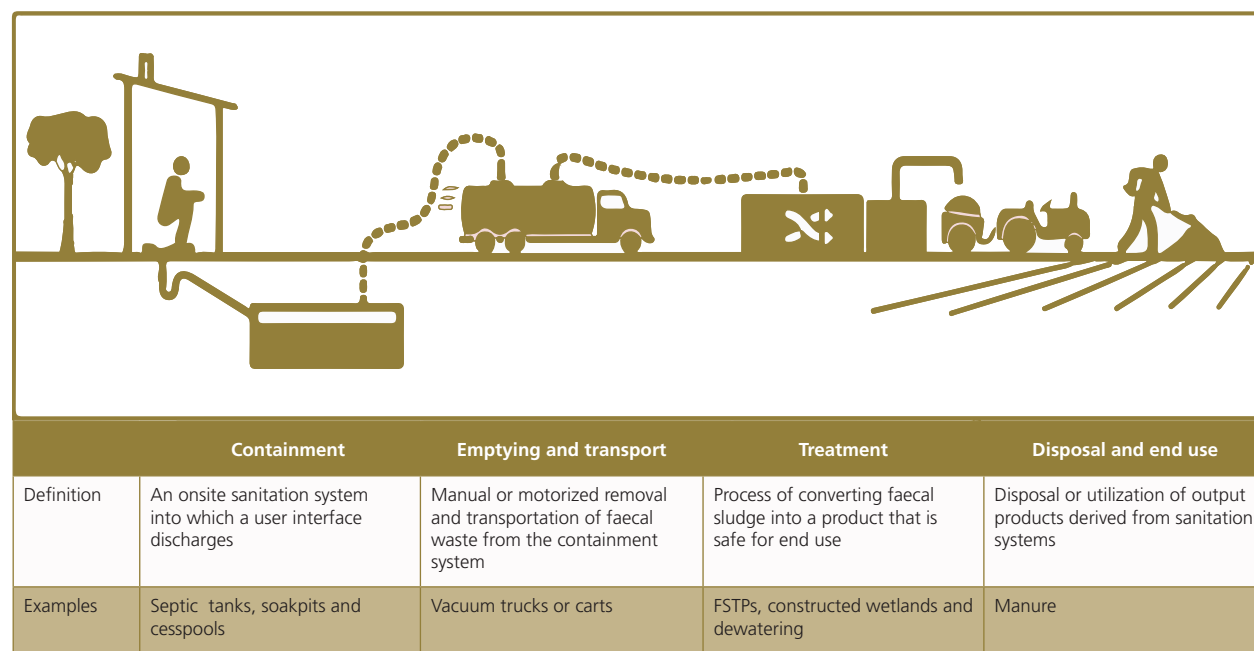 Containment Emptying and transport Treatment Disposal and end use
Definition
An onsite sanitation system
into which a user interface
discharges
Manual or motorized removal
and transportation of faecal
waste from the containment
system
Process of converting faecal
sludge into a product that is
safe for end use
Disposal or utilization of output
products derived from sanitation
systems
Examples
Septic tanks, soakpits and
cesspools
Vacuum trucks or carts
FSTPs, constructed wetlands and
dewatering
Manure